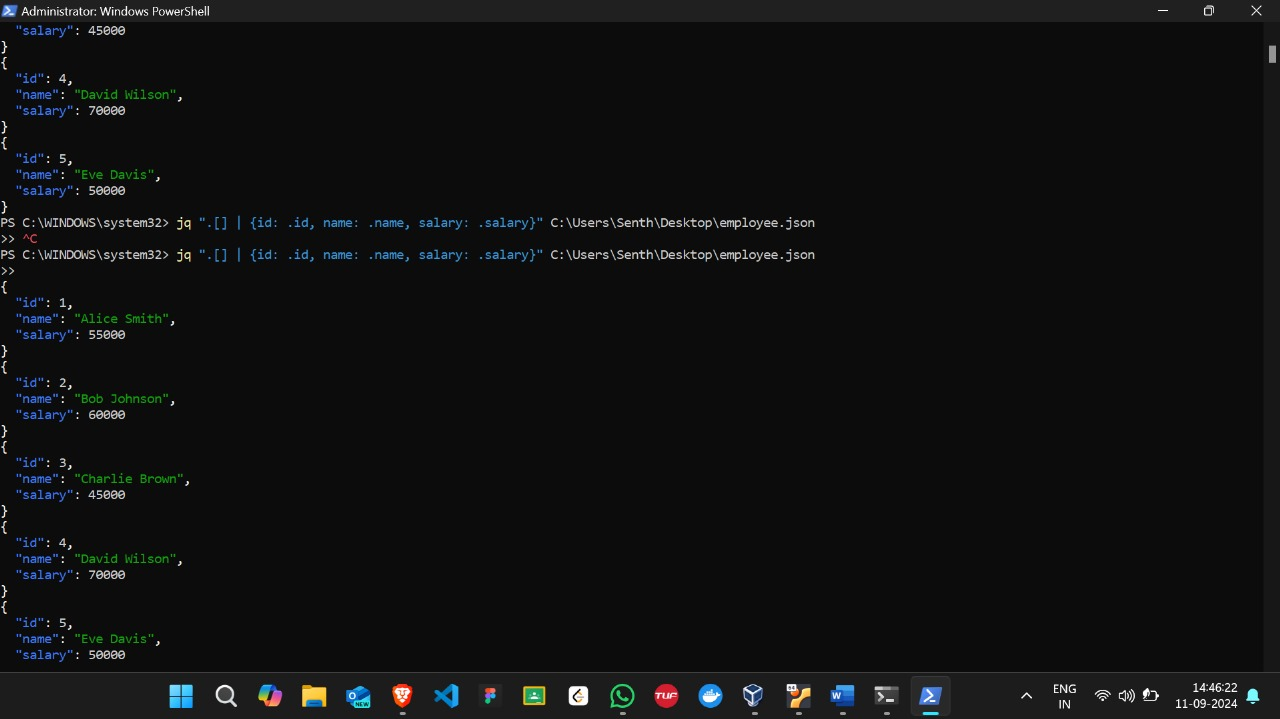 Administrator: Windows PowerShell
"salary": 45000
}
{
"id": 4,
"name": "David Wilson",
"salary": 70000
}
{
"id": 5,
"name": "Eve Davis",
"salary": 50000
}
PS C:\WINDOWS\system32> jq ".[] | {id: .id, name: .name, salary: .salary}" C:\Users\Senth\Desktop\employee.json
>> ^C
PS C:\WINDOWS\system32> jq ".[] | {id: .id, name: .name, salary: .salary}" C:\Users\Senth\Desktop\employee.json
>>
{
"id": 1,
"name": "Alice Smith",
"salary": 55000
}
{
"id": 2,
"name": "Bob Johnson",
"salary": 60000
}
{
"id": 3,
"name": "Charlie Brown",
"salary": 45000
}
{
"id": 4,
"name": "David Wilson",
"salary": 70000
}
{
"id": 5,
"name": "Eve Davis",
"salary": 50000
NEW
TUF
64
W
ENG
IN
14:46:22
11-09-2024